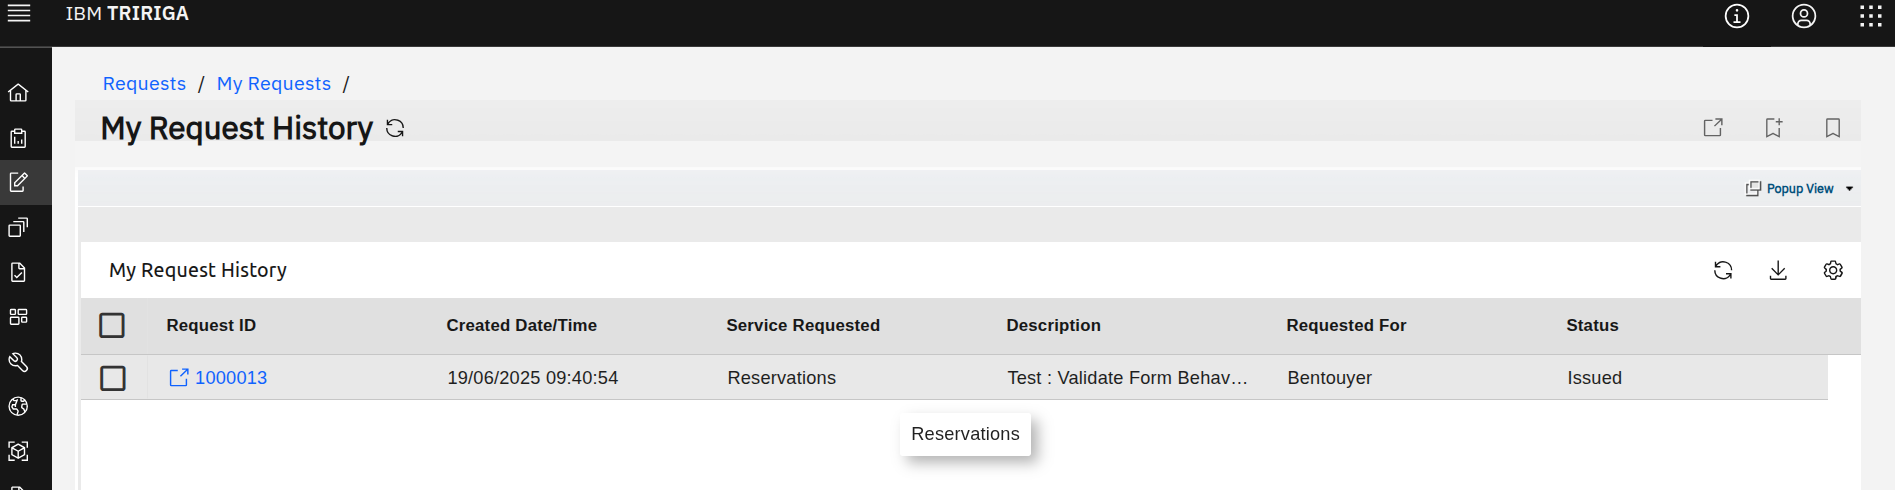 IBM TRIRIGA
Requests / My Requests /
My Request History
Popup View
My Request History
Request ID Created Date/Time Service Requested Description Requested For Status
1000013 19/06/2025 09:40:54 Reservations Test : Validate Form Behav… Bentouyer Issued
Reservations